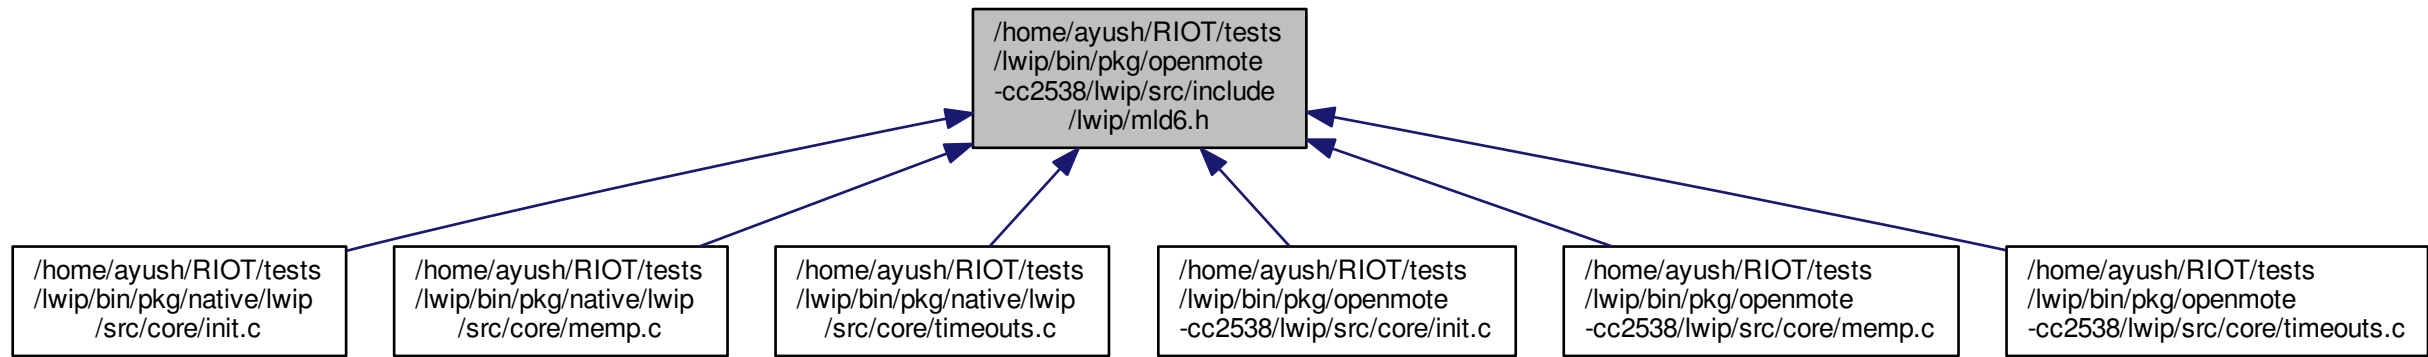 /home/ayush/RIOT/tests
/lwip/bin/pkg/openmote
-cc2538/lwip/src/include
/lwip/mld6.h
/home/ayush/RIOT/tests
/lwip/bin/pkg/native/lwip
/src/core/init.c
/home/ayush/RIOT/tests
/lwip/bin/pkg/native/lwip
/src/core/memp.c
/home/ayush/RIOT/tests
/lwip/bin/pkg/native/lwip
/src/core/timeouts.c
/home/ayush/RIOT/tests
/lwip/bin/pkg/openmote
-cc2538/lwip/src/core/init.c
/home/ayush/RIOT/tests
/lwip/bin/pkg/openmote
-cc2538/lwip/src/core/memp.c
/home/ayush/RIOT/tests
/lwip/bin/pkg/openmote
-cc2538/lwip/src/core/timeouts.c